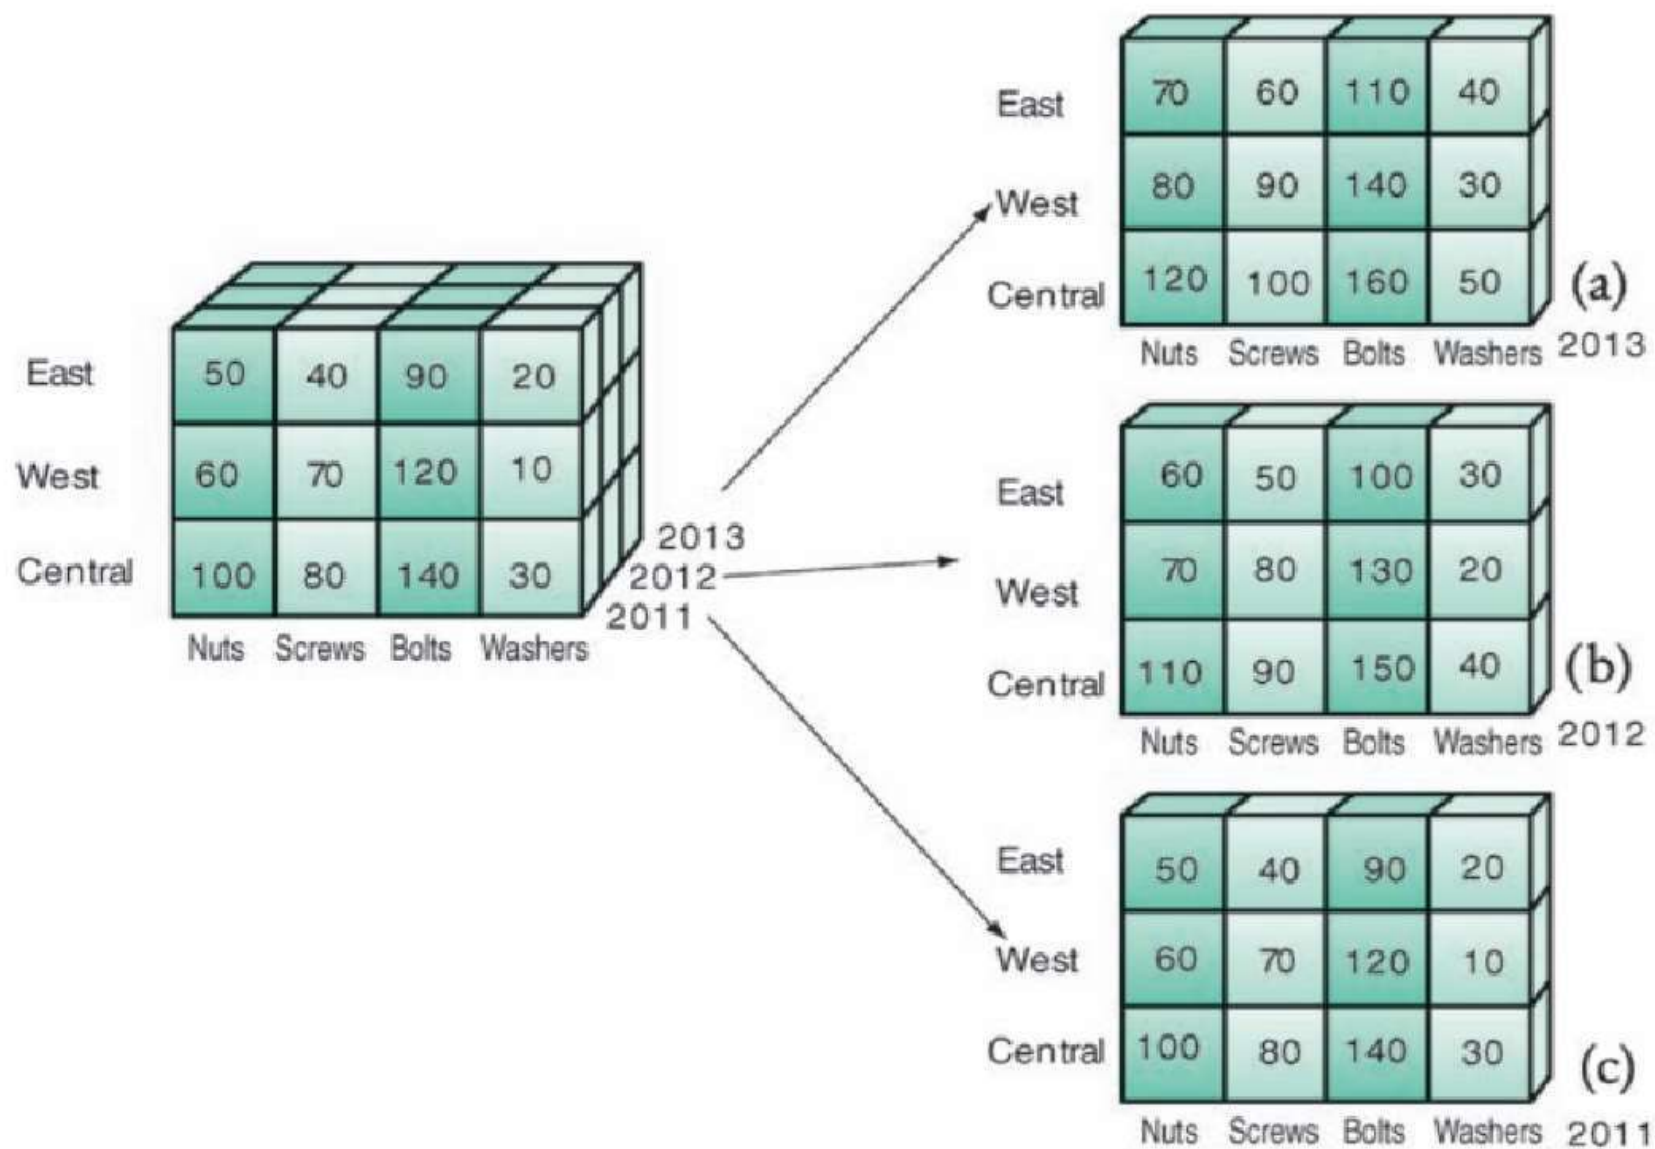 East 50 40 90 20
West 60 70 120 10
Central 100 80 140 30
Nuts Screws Bolts Washers
2013
2012
2011
East 70 60 110 40
West 80 90 140 30
Central 120 100 160 50
(a)
Nuts Screws Bolts Washers 2013
East 60 50 100 30
West 70 80 130 20
Central 110 90 150 40
(b)
Nuts Screws Bolts Washers 2012
East 50 40 90 20
West 60 70 120 10
Central 100 80 140 30
(c)
Nuts Screws Bolts Washers 2011